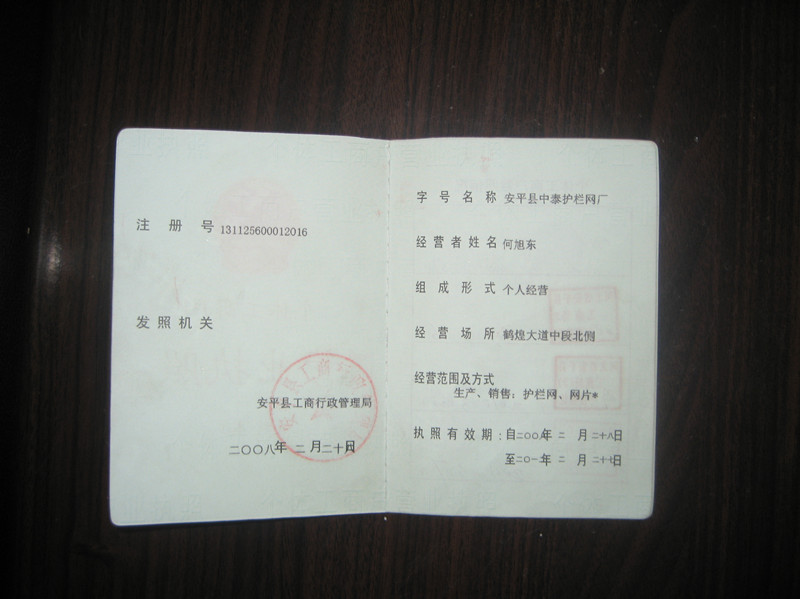 注册号 131125600012016
发照机关
安平县工商行政管理局
二〇〇八年二月二十八日
字号名称 安平县中泰护栏网厂
经营者姓名 何旭东
组成形式 个人经营
经营场所 鹤煌大道中段北侧
经营范围及方式
生产、销售：护栏网、网片*
执照有效期：自二〇〇八年二月二十八日
至二〇一年二月二十七日